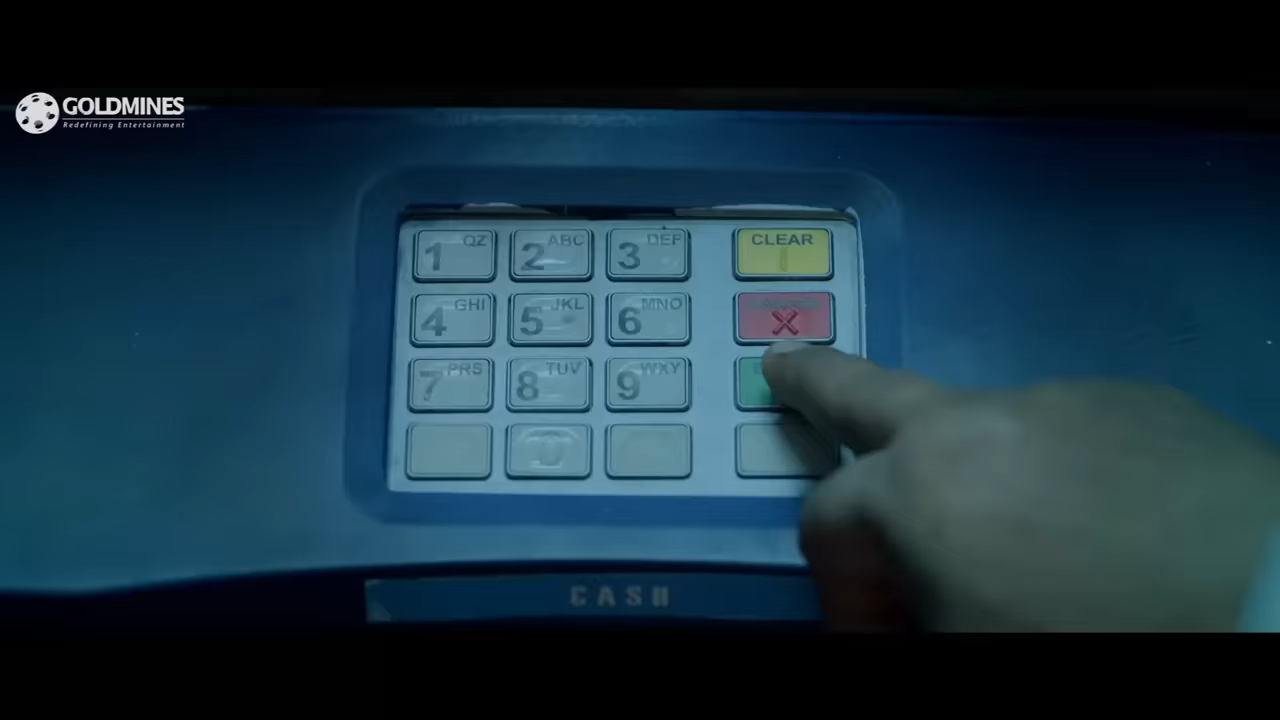 GOLDMINES
Redefining Entertainment
1 QZ 2 ABC 3 DEF CLEAR
4 GHI 5 JKL 6 MNO
7 PRS 8 TUV 9 WXY
CASH